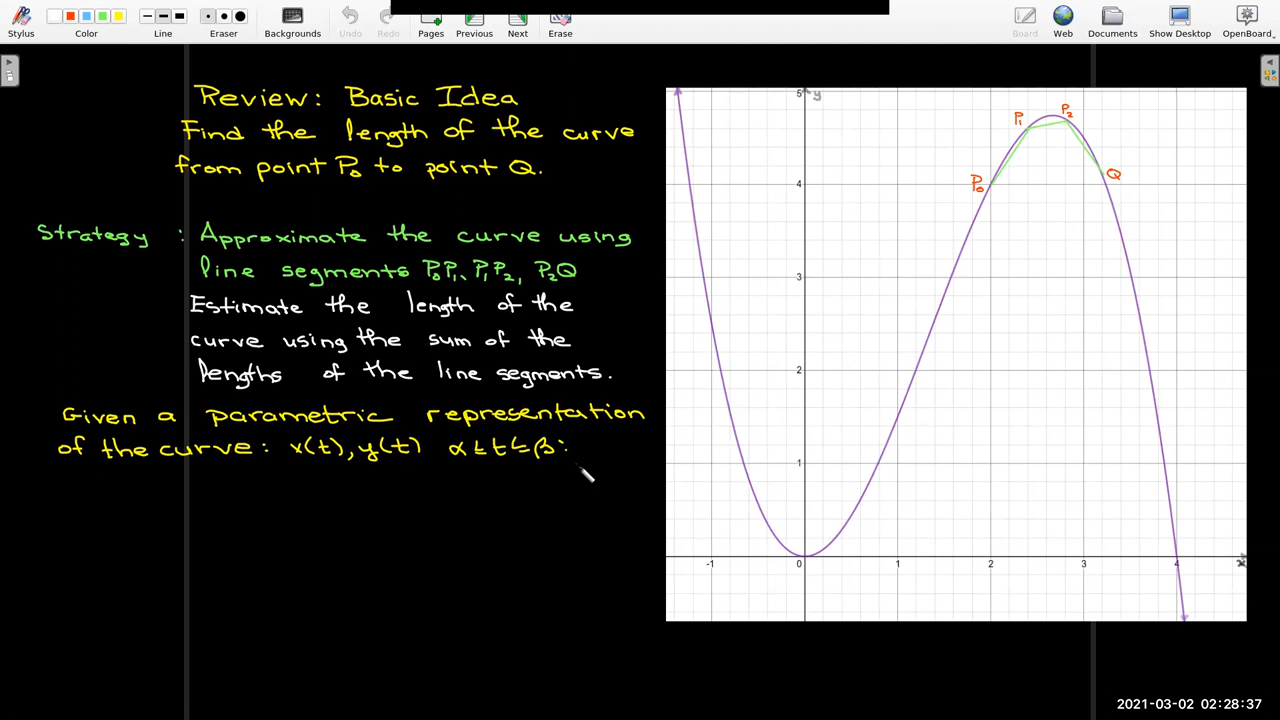 Stylus
Color
Line
Eraser
Backgrounds
Undo
Redo
Pages
Previous
Next
Erase
Board
Web
Documents
Show Desktop
OpenBoard
Review: Basic Idea
Find the length of the curve
from point P₀ to point Q.
Strategy : Approximate the curve using
line segments P₀P₁, P₁P₂, P₂Q
Estimate the length of the
curve using the sum of the
lengths of the line segments.
Given a parametric representation
of the curve: x(t), y(t) α ≤ t ≤ β:
5
y
P₁
P₂
P₀
4
Q
3
2
1
-1
0
1
2
3
4
x
2021-03-02 02:28:37